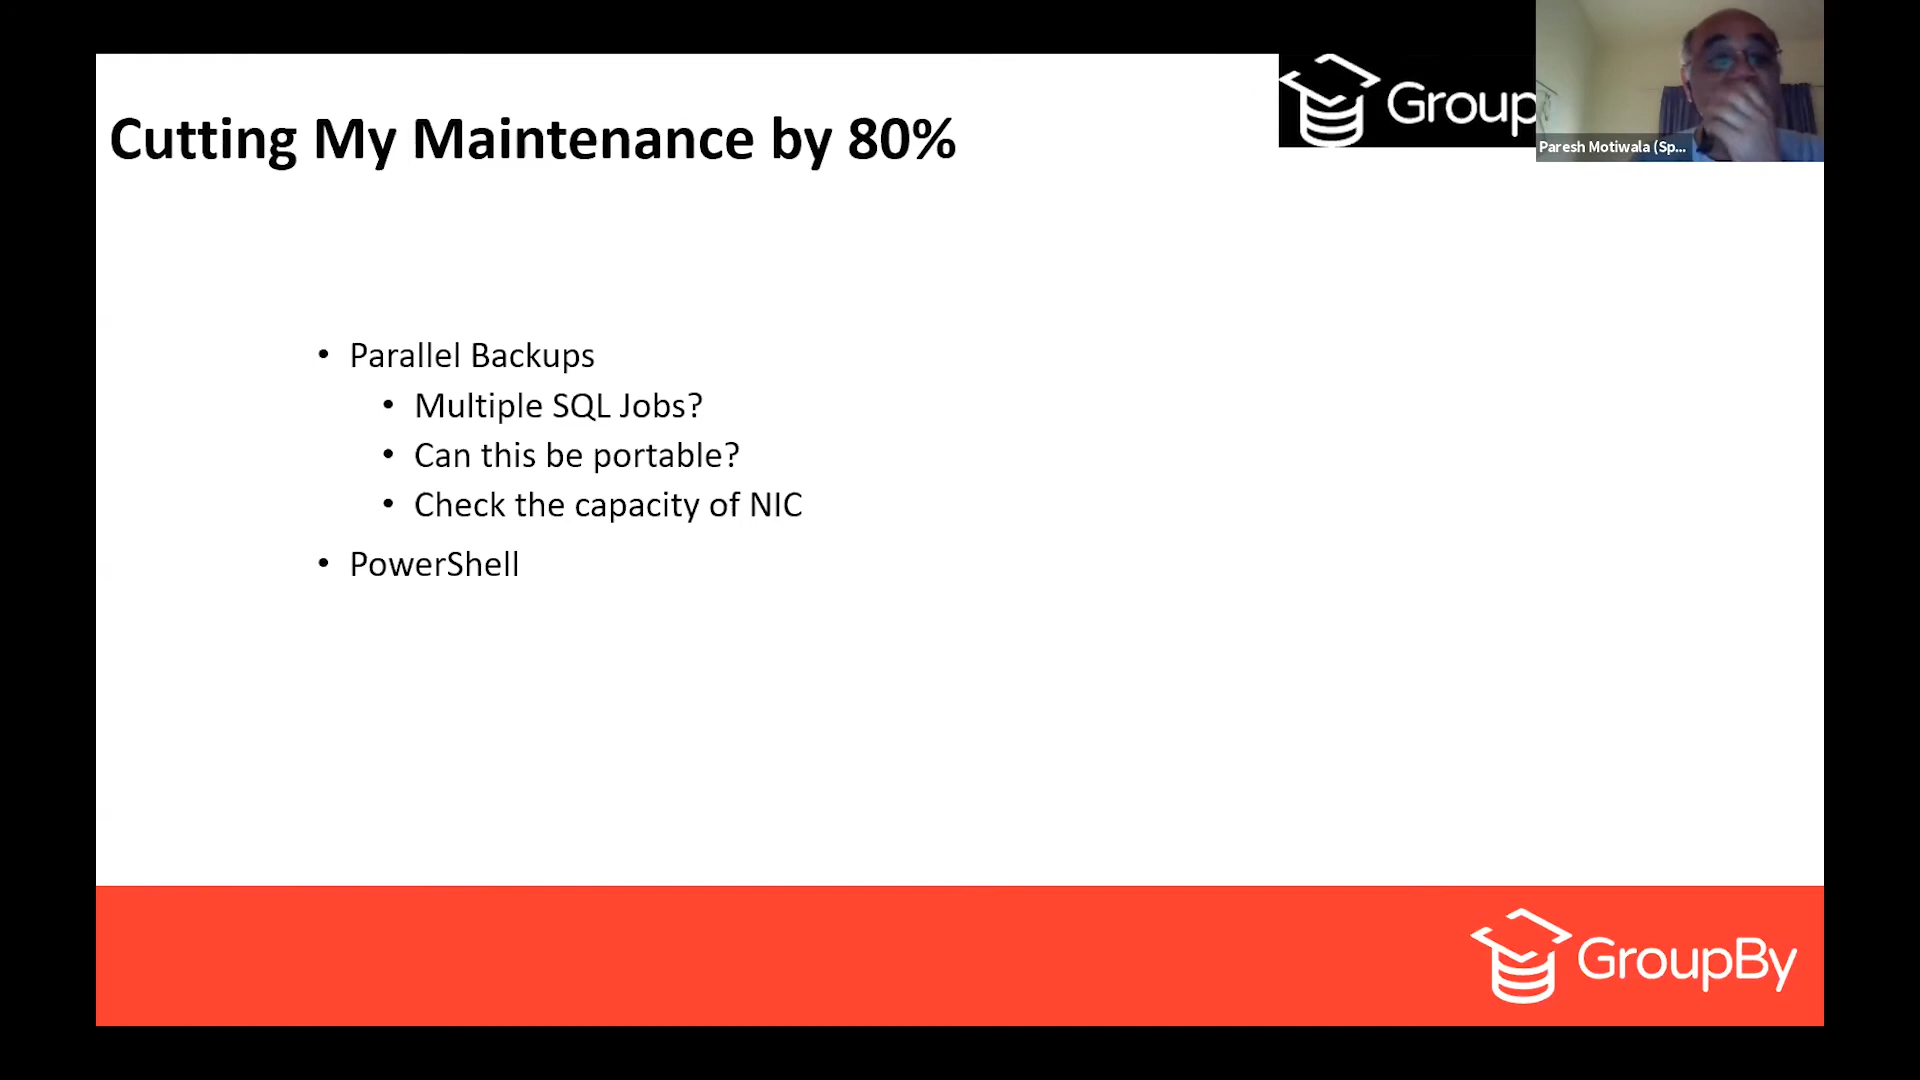 Cutting My Maintenance by 80%
Group
Paresh Motiwala (Sp...
• Parallel Backups
• Multiple SQL Jobs?
• Can this be portable?
• Check the capacity of NIC
• PowerShell
GroupBy